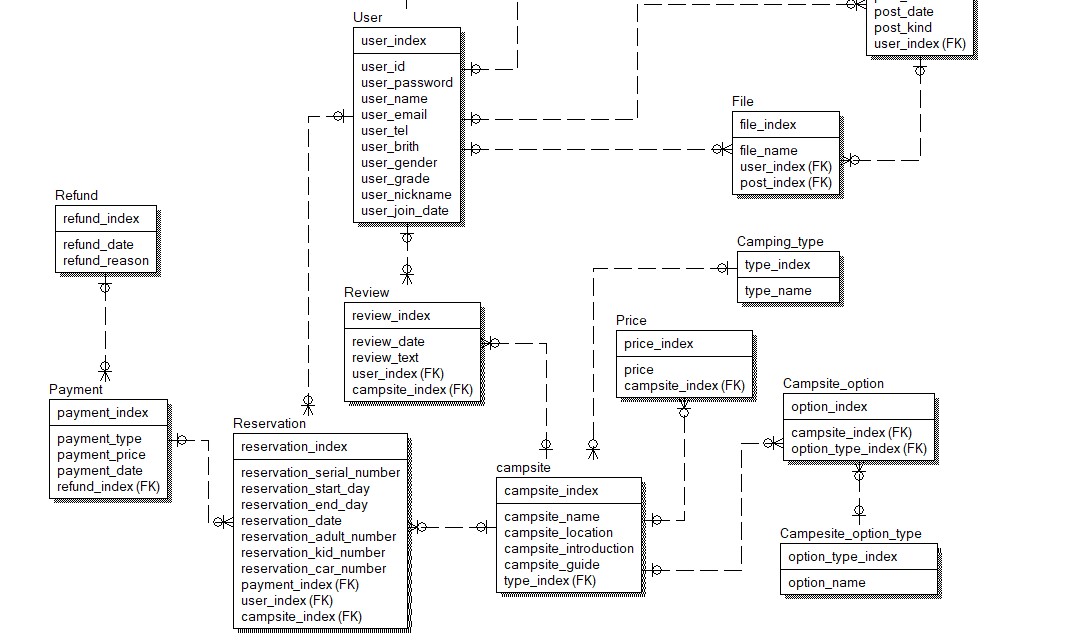 User
user_index
user_id
user_password
user_name
user_email
user_tel
user_brith
user_gender
user_grade
user_nickname
user_join_date
post_date
post_kind
user_index (FK)
File
file_index
file_name
user_index (FK)
post_index (FK)
Refund
refund_index
refund_date
refund_reason
Camping_type
type_index
type_name
Review
review_index
review_date
review_text
user_index (FK)
campsite_index (FK)
Price
price_index
price
campsite_index (FK)
Payment
payment_index
payment_type
payment_price
payment_date
refund_index (FK)
Campsite_option
option_index
campsite_index (FK)
option_type_index (FK)
Reservation
reservation_index
reservation_serial_number
reservation_start_day
reservation_end_day
reservation_date
reservation_adult_number
reservation_kid_number
reservation_car_number
payment_index (FK)
user_index (FK)
campsite_index (FK)
campsite
campsite_index
campsite_name
campsite_location
campsite_introduction
campsite_guide
type_index (FK)
Campesite_option_type
option_type_index
option_name